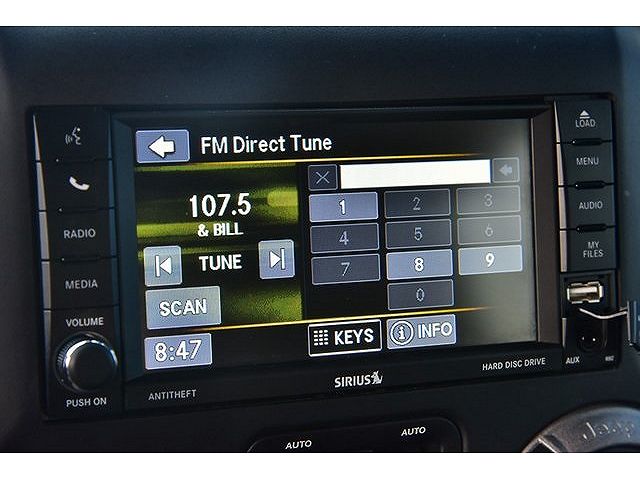 FM Direct Tune
107.5
& BILL
TUNE
SCAN
8:47
1 2 3
4 5 6
7 8 9
0
KEYS
INFO
RADIO
MEDIA
VOLUME
PUSH ON
ANTITHEFT
SIRIUS
HARD DISC DRIVE
LOAD
MENU
AUDIO
MY
FILES
AUX
RBZ
AUTO
AUTO
Jeep